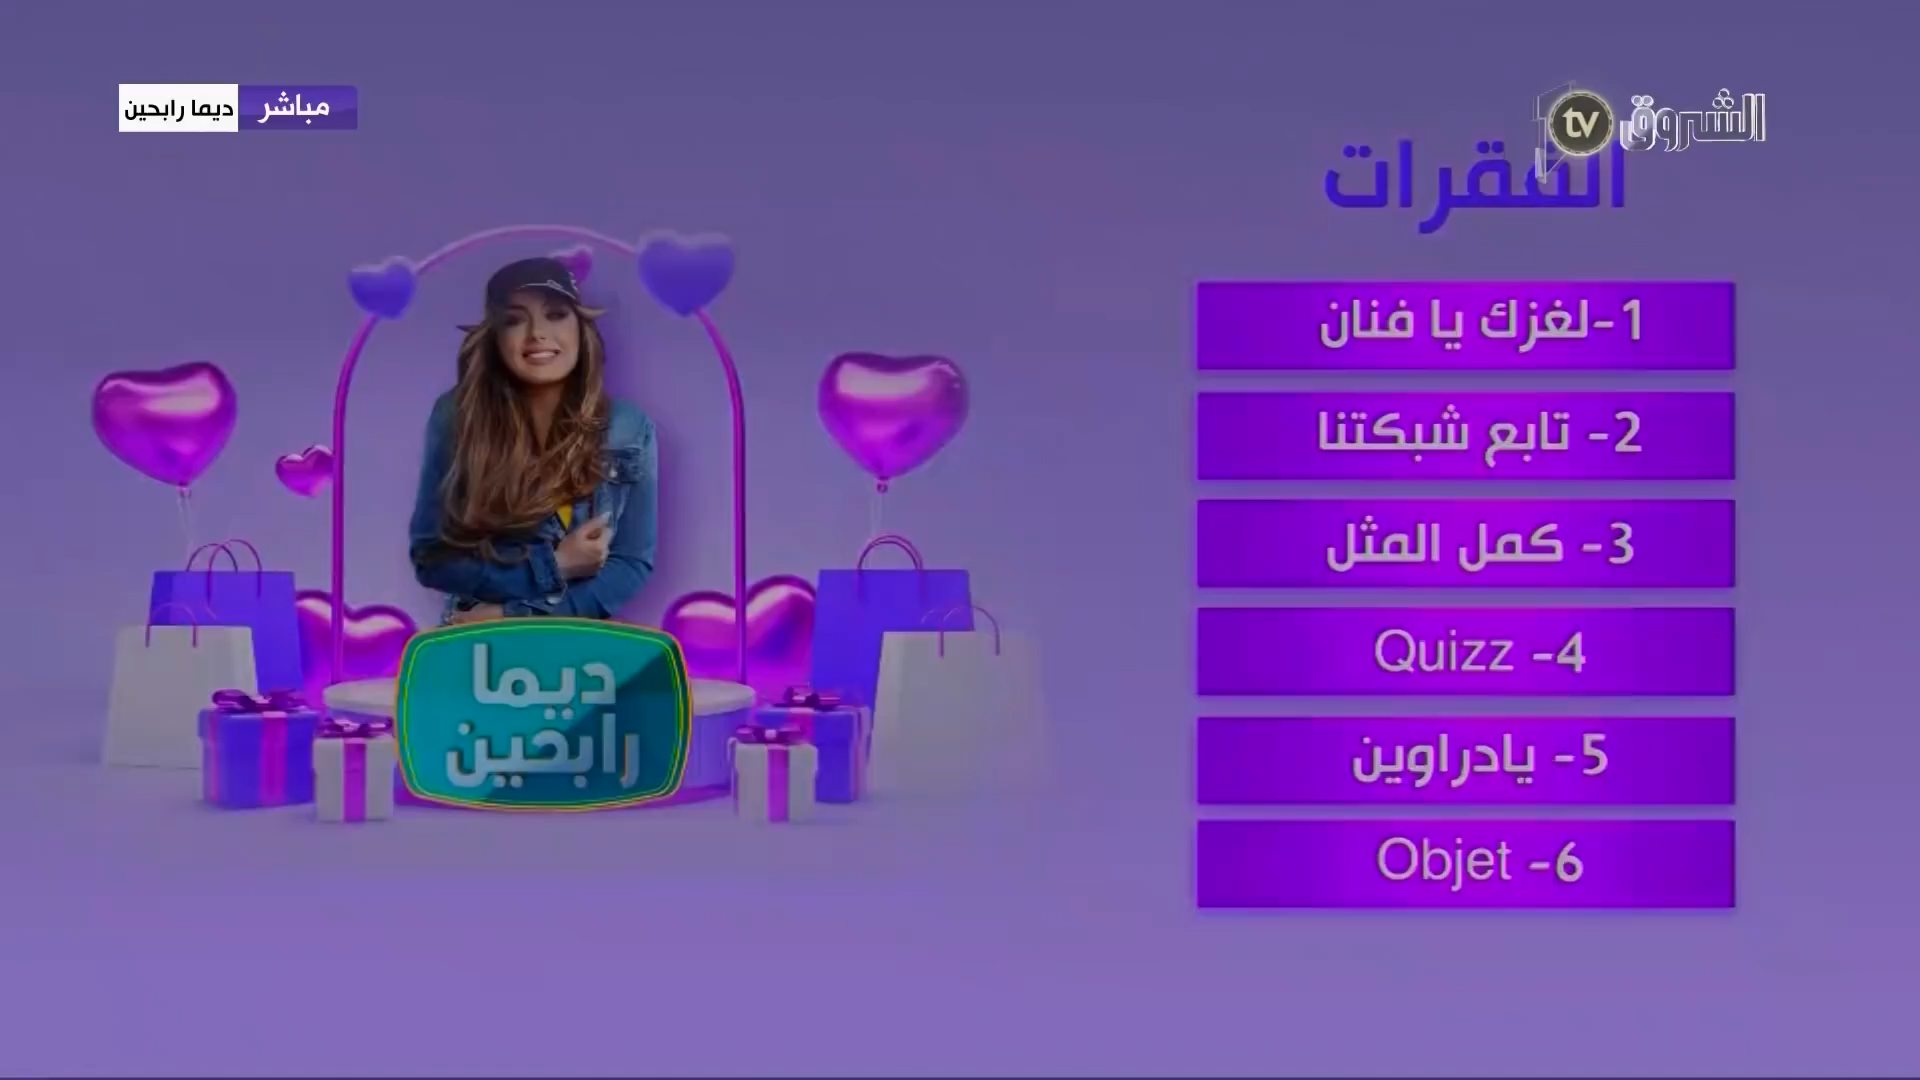 ديما رابحين مباشر
الشروق tv
الفقرات
1-لغزك يا فنان
2- تابع شبكتنا
3- كمل المثل
4- Quizz
5- يادراوين
6- Objet
ديما
رابحين